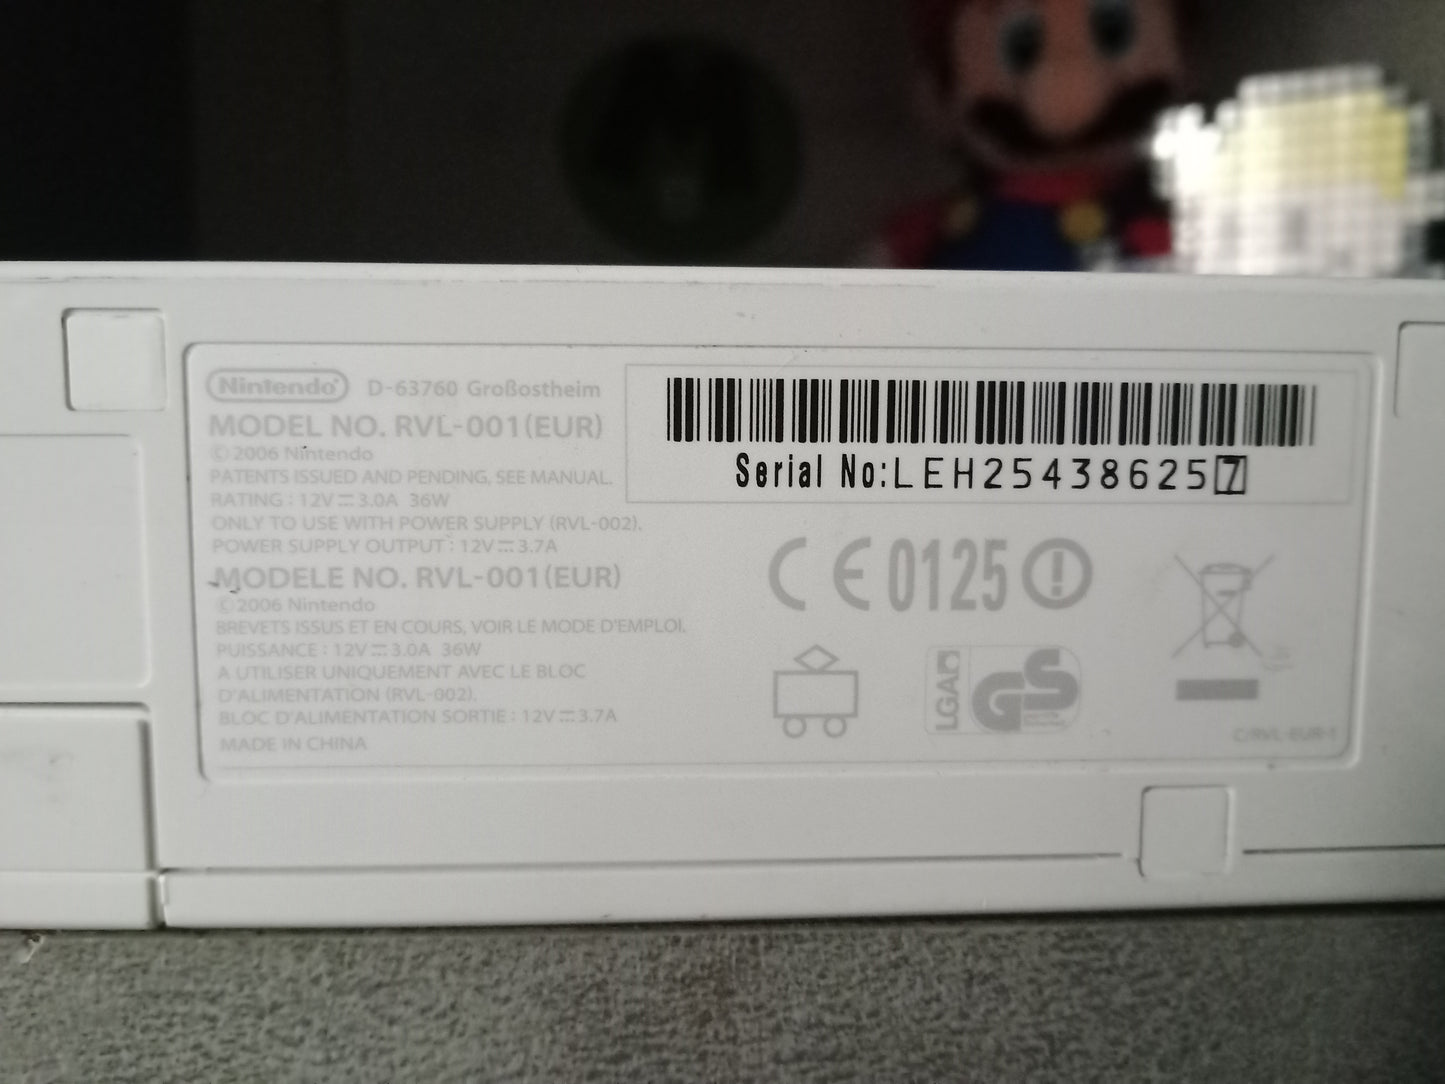 Nintendo® D-63760 Großostheim
MODEL NO. RVL-001(EUR)
©2006 Nintendo
PATENTS ISSUED AND PENDING, SEE MANUAL.
RATING : 12V⎓3.0A 36W
ONLY TO USE WITH POWER SUPPLY (RVL-002).
POWER SUPPLY OUTPUT : 12V⎓3.7A
MODELE NO. RVL-001(EUR)
©2006 Nintendo
BREVETS ISSUS ET EN COURS, VOIR LE MODE D'EMPLOI.
PUISSANCE : 12V⎓3.0A 36W
A UTILISER UNIQUEMENT AVEC LE BLOC
D'ALIMENTATION (RVL-002).
BLOC D'ALIMENTATION SORTIE : 12V⎓3.7A
MADE IN CHINA
Serial No:LEH254386257
CE0125
LGA
GS
C/RVL-EUR-1